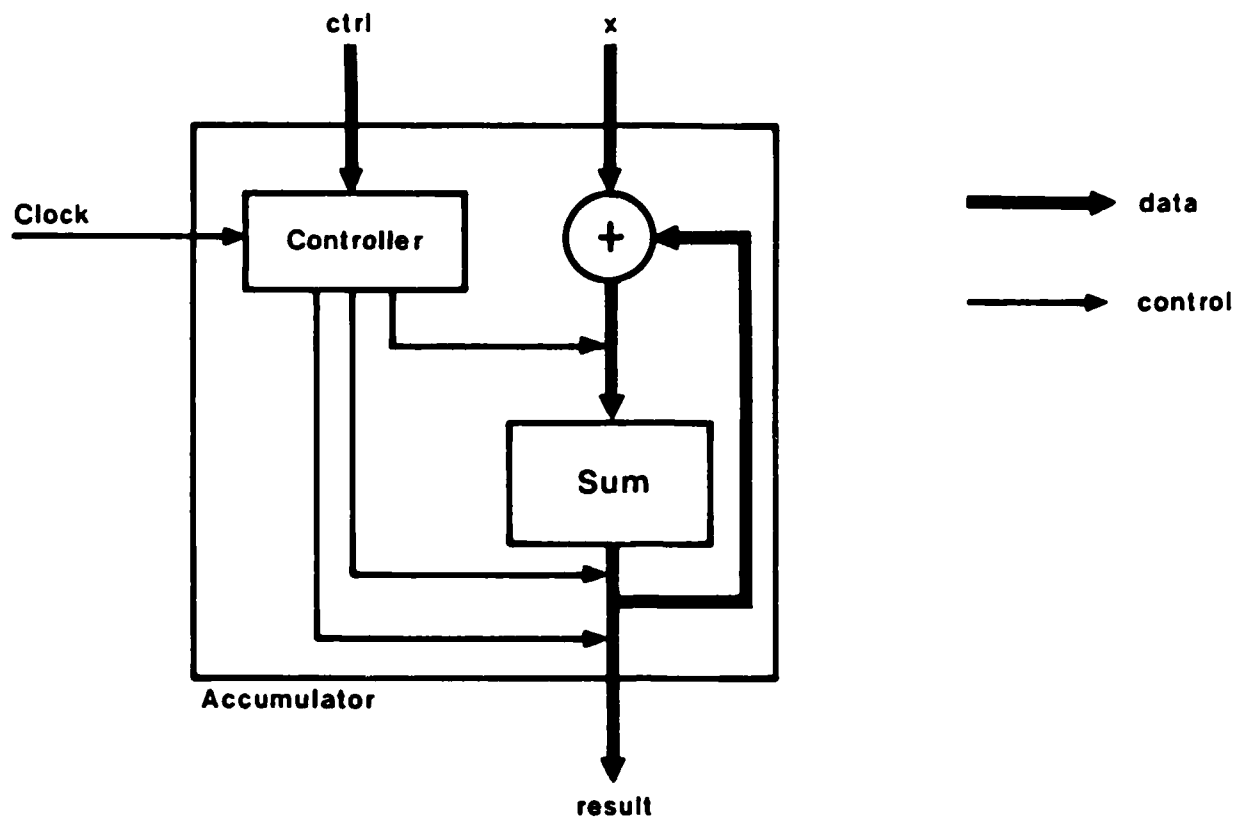 ctrl
x
Clock
Controller
+
data
control
Sum
Accumulator
result